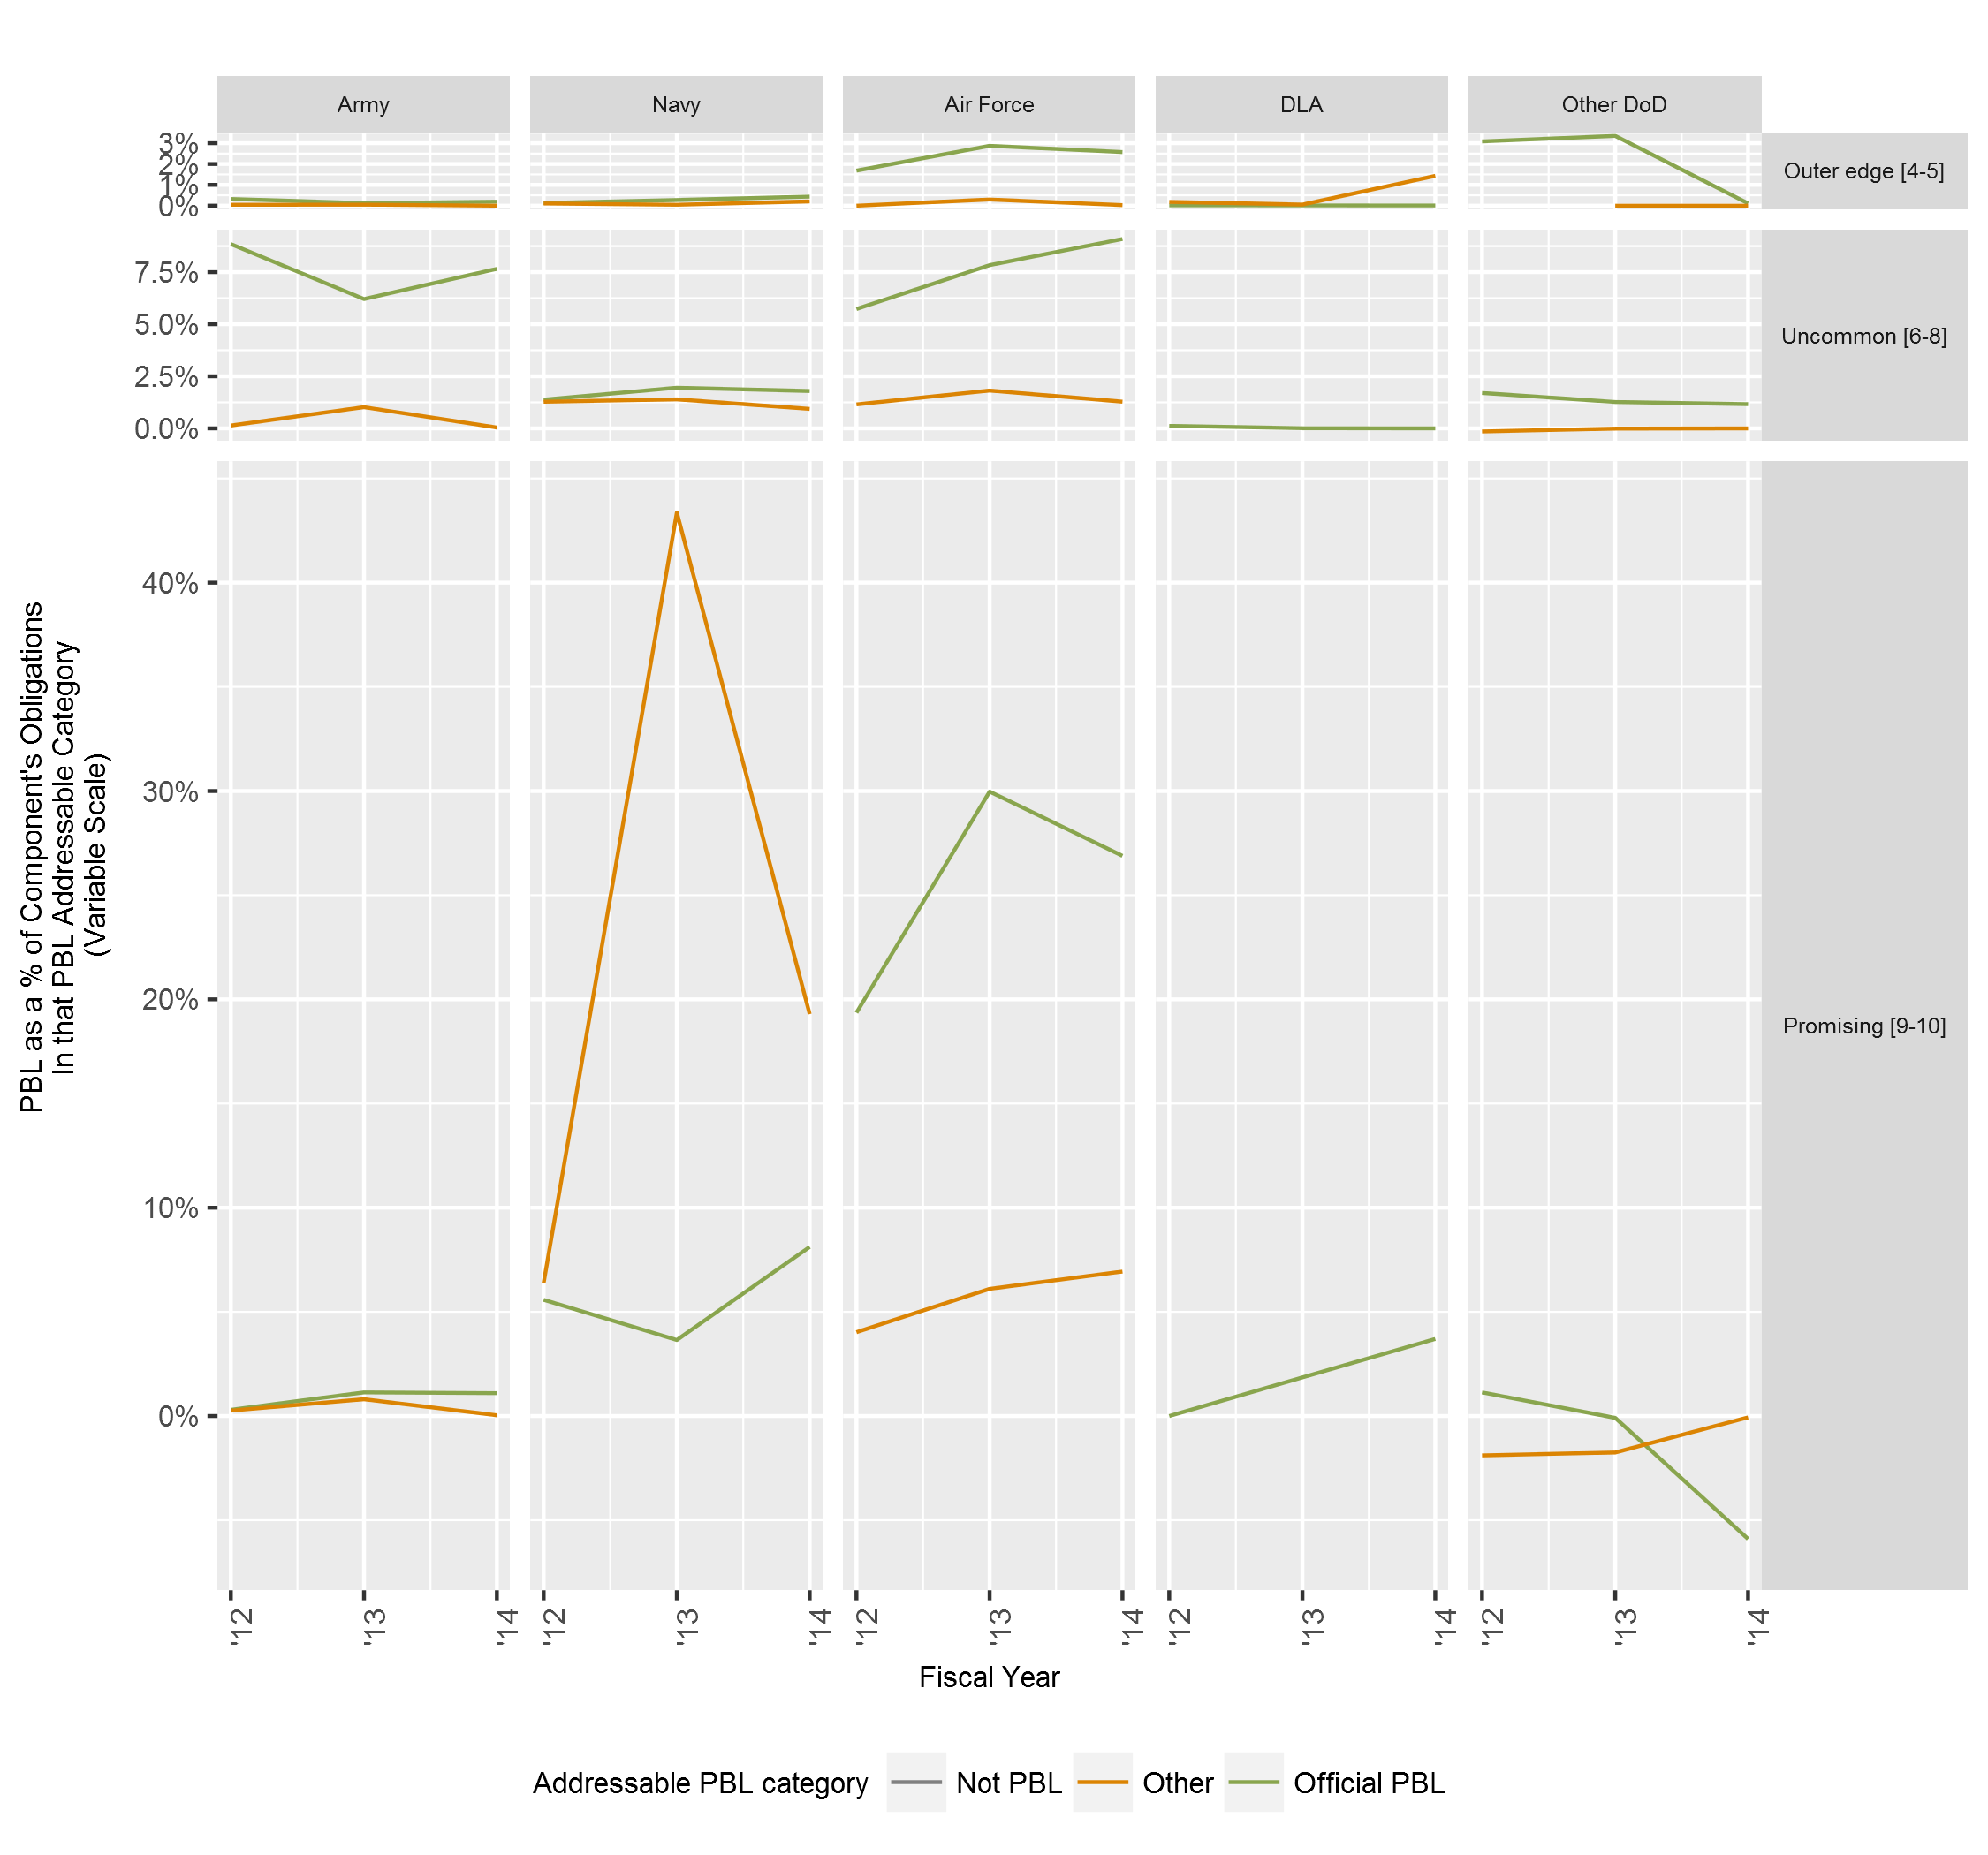 Army
Navy
Air Force
DLA
Other DoD
3%
2%
1%
0%
Outer edge [4-5]
7.5%
5.0%
2.5%
0.0%
Uncommon [6-8]
40%
30%
20%
10%
0%
Promising [9-10]
PBL as a % of Component's Obligations
In that PBL Addressable Category
(Variable Scale)
'12
'13
'14
'12
'13
'14
'12
'13
'14
'12
'13
'14
'12
'13
'14
Fiscal Year
Addressable PBL category
Not PBL
Other
Official PBL